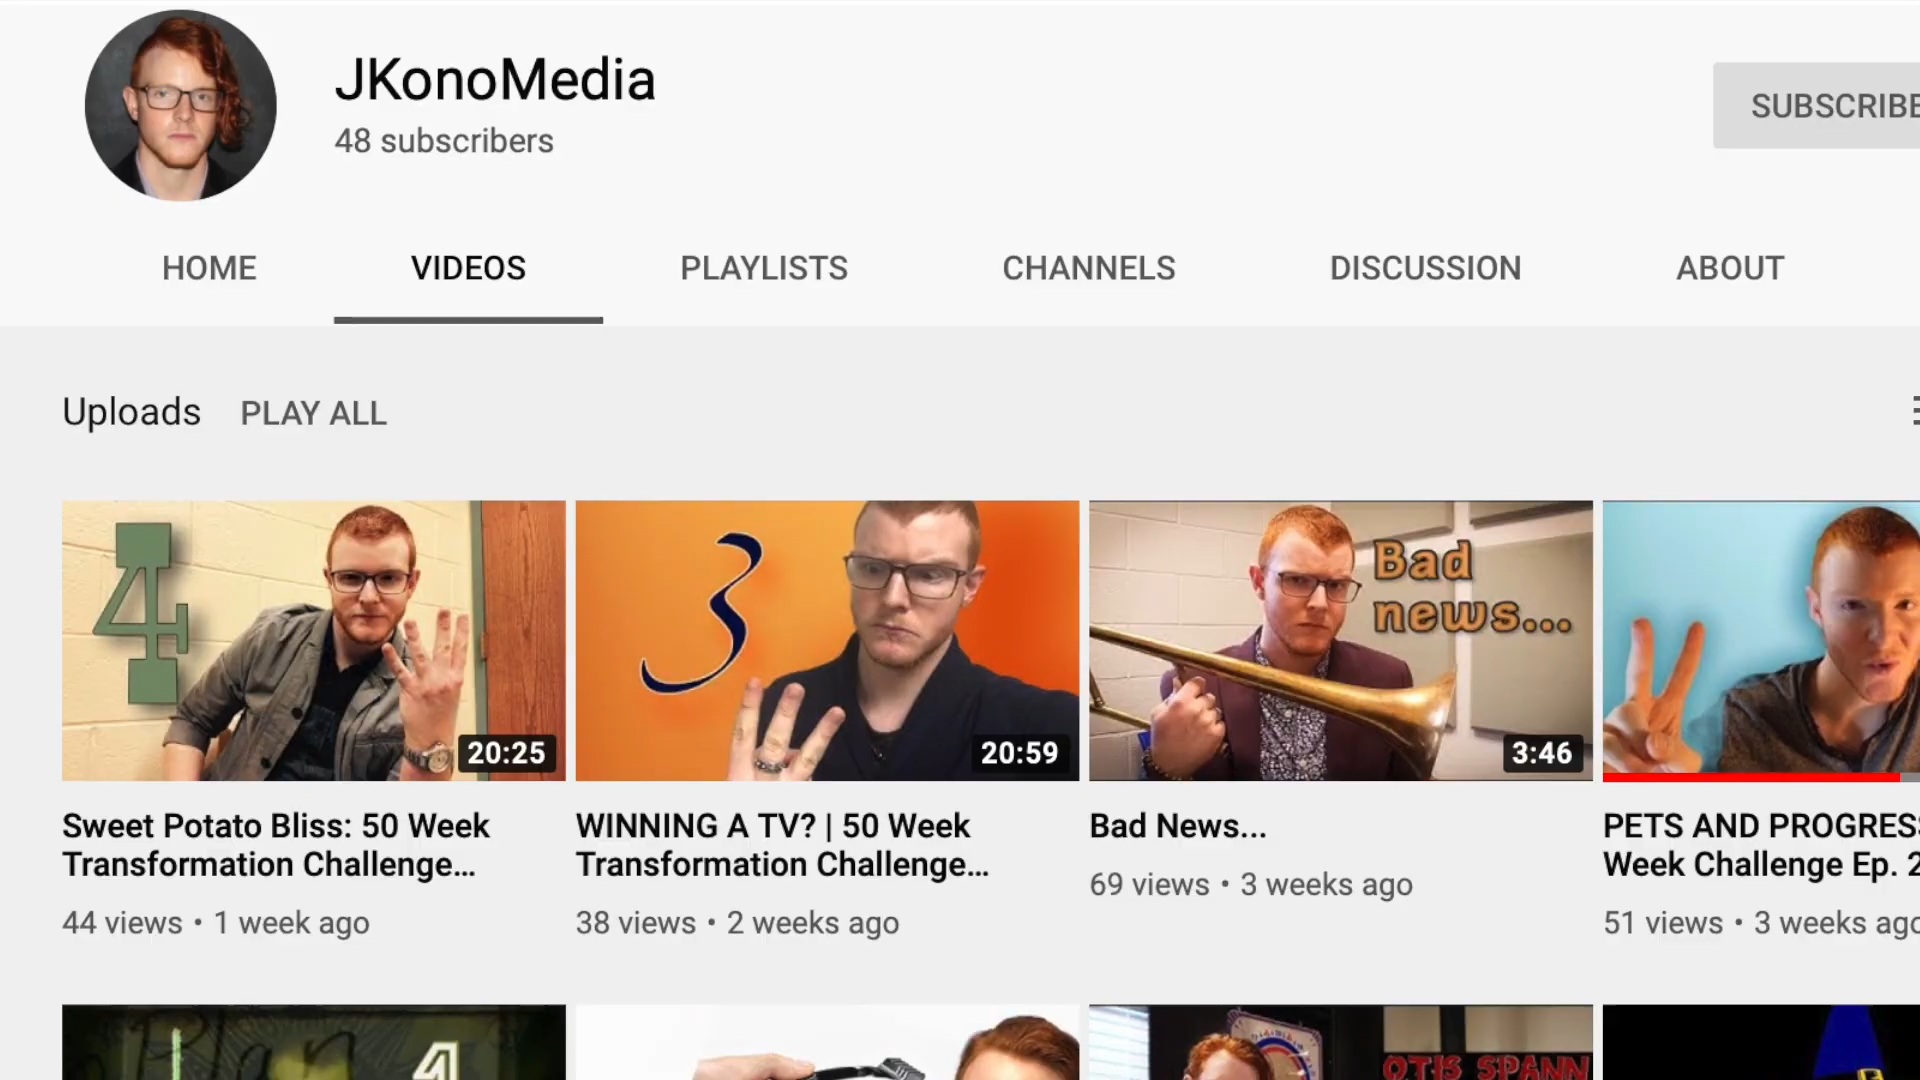 JKonoMedia
48 subscribers
SUBSCRIBE
HOME
VIDEOS
PLAYLISTS
CHANNELS
DISCUSSION
ABOUT
Uploads
PLAY ALL
4
3
Bad
news...
20:25
20:59
3:46
Sweet Potato Bliss: 50 Week
Transformation Challenge...
44 views • 1 week ago
WINNING A TV? | 50 Week
Transformation Challenge...
38 views • 2 weeks ago
Bad News...
69 views • 3 weeks ago
PETS AND PROGRESS
Week Challenge Ep. 2
51 views • 3 weeks ago
4
OTIS SPANN